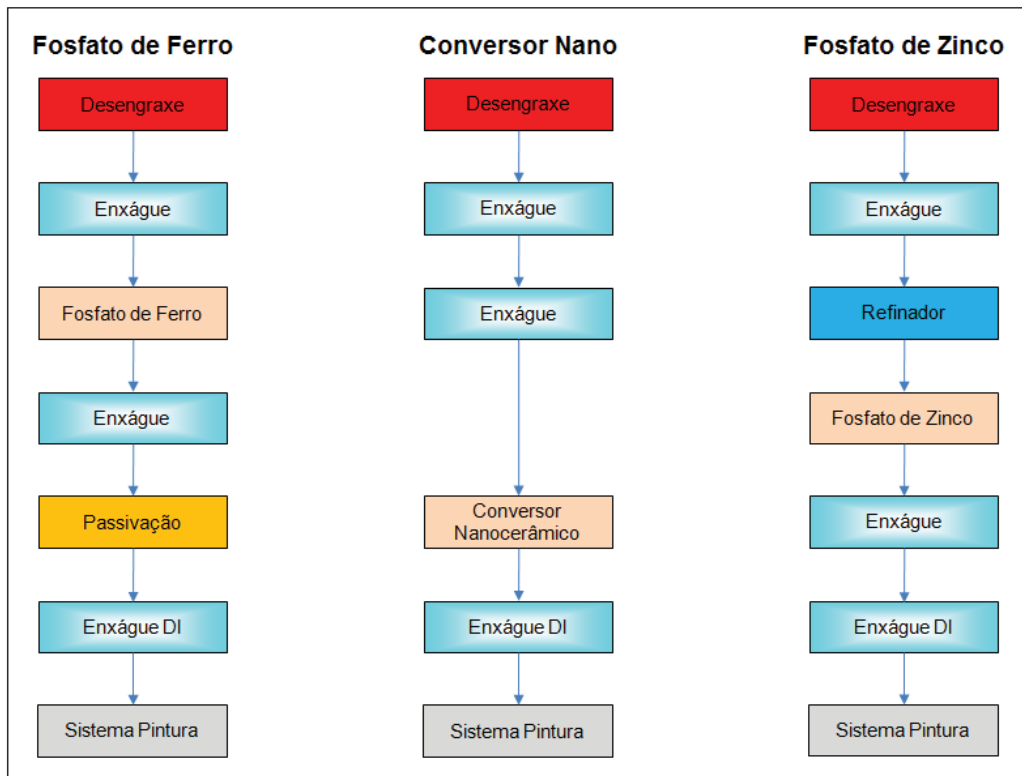 Fosfato de Ferro
Desengraxe
Enxágue
Fosfato de Ferro
Enxágue
Passivação
Enxágue DI
Sistema Pintura
Conversor Nano
Desengraxe
Enxágue
Enxágue
Conversor
Nanocerâmico
Enxágue DI
Sistema Pintura
Fosfato de Zinco
Desengraxe
Enxágue
Refinador
Fosfato de Zinco
Enxágue
Enxágue DI
Sistema Pintura